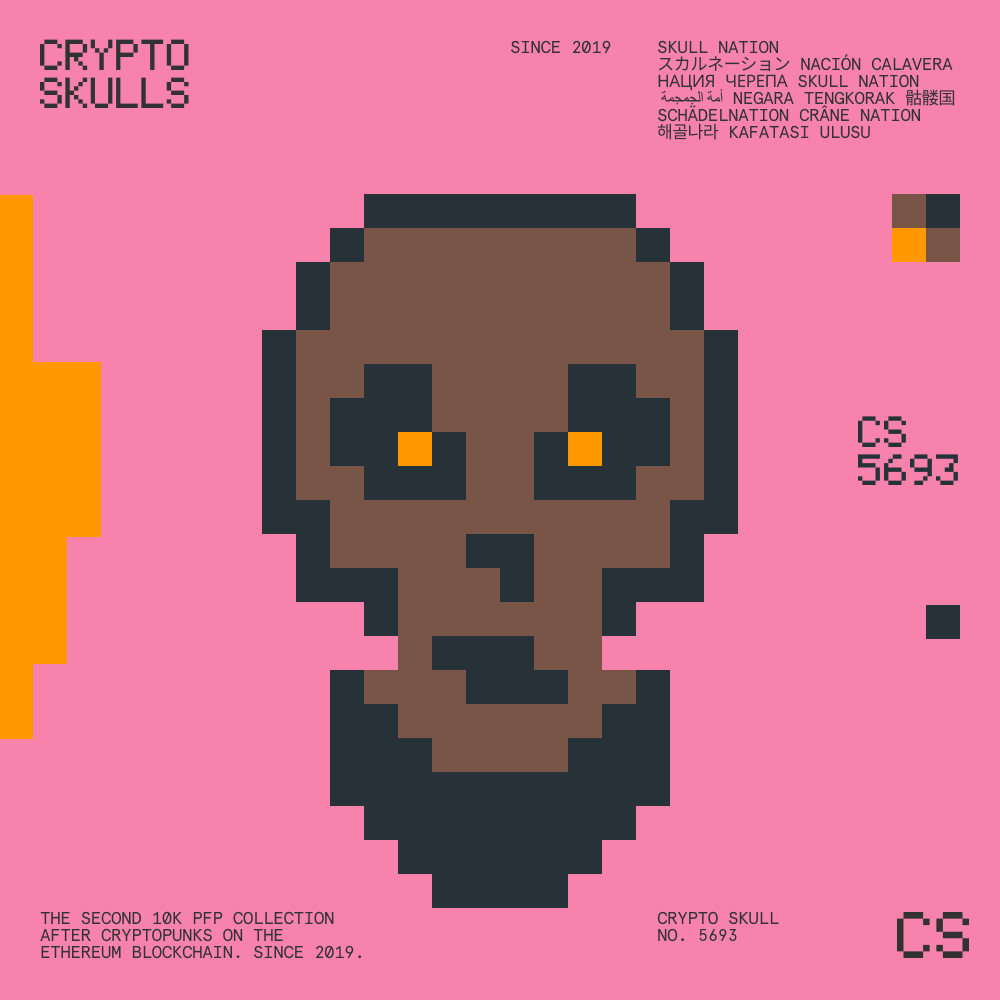 CRYPTO
SKULLS
SINCE 2019
SKULL NATION
スカルネーション NACIÓN CALAVERA
НАЦИЯ ЧЕРЕПА SKULL NATION
أمة الجمجمة NEGARA TENGKORAK 骷髅国
SCHÄDELNATION CRÂNE NATION
해골나라 KAFATASI ULUSU
CS
5693
THE SECOND 10K PFP COLLECTION
AFTER CRYPTOPUNKS ON THE
ETHEREUM BLOCKCHAIN. SINCE 2019.
CRYPTO SKULL
NO. 5693
CS